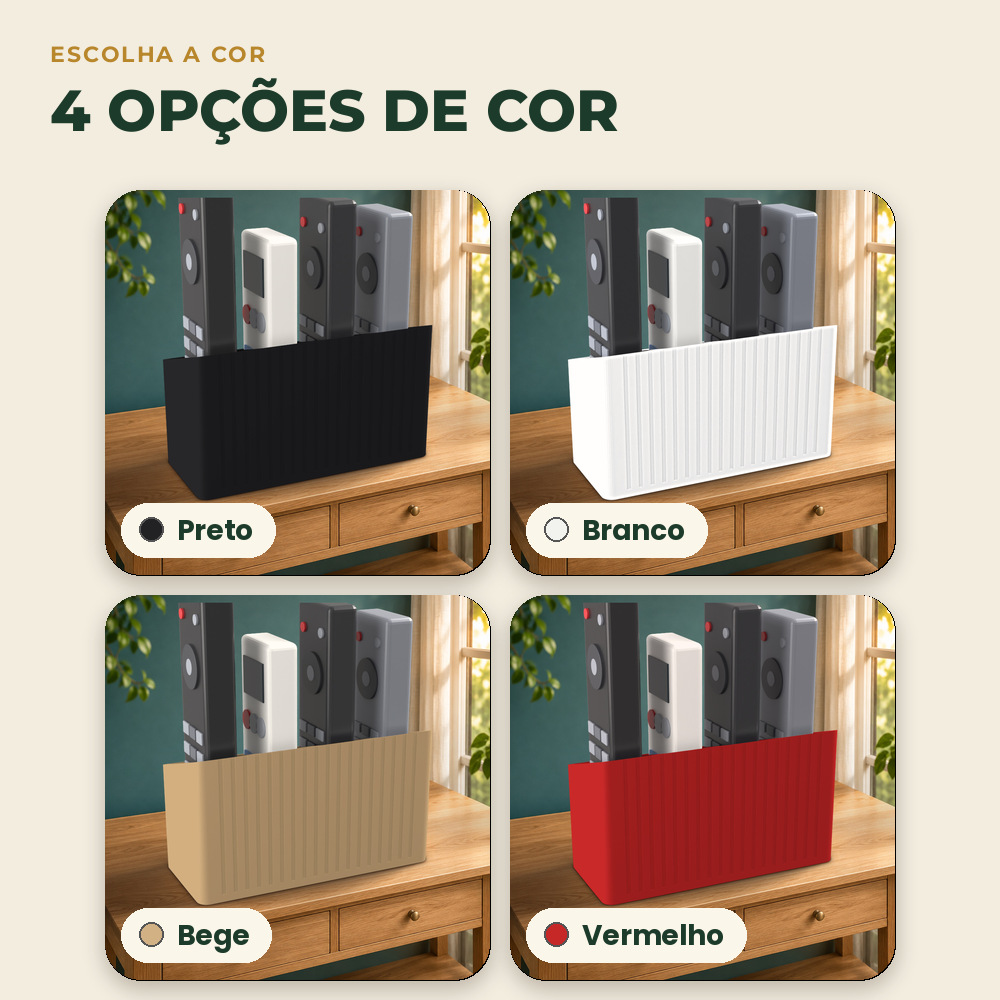 ESCOLHA A COR
4 OPÇÕES DE COR
Preto
Branco
Bege
Vermelho